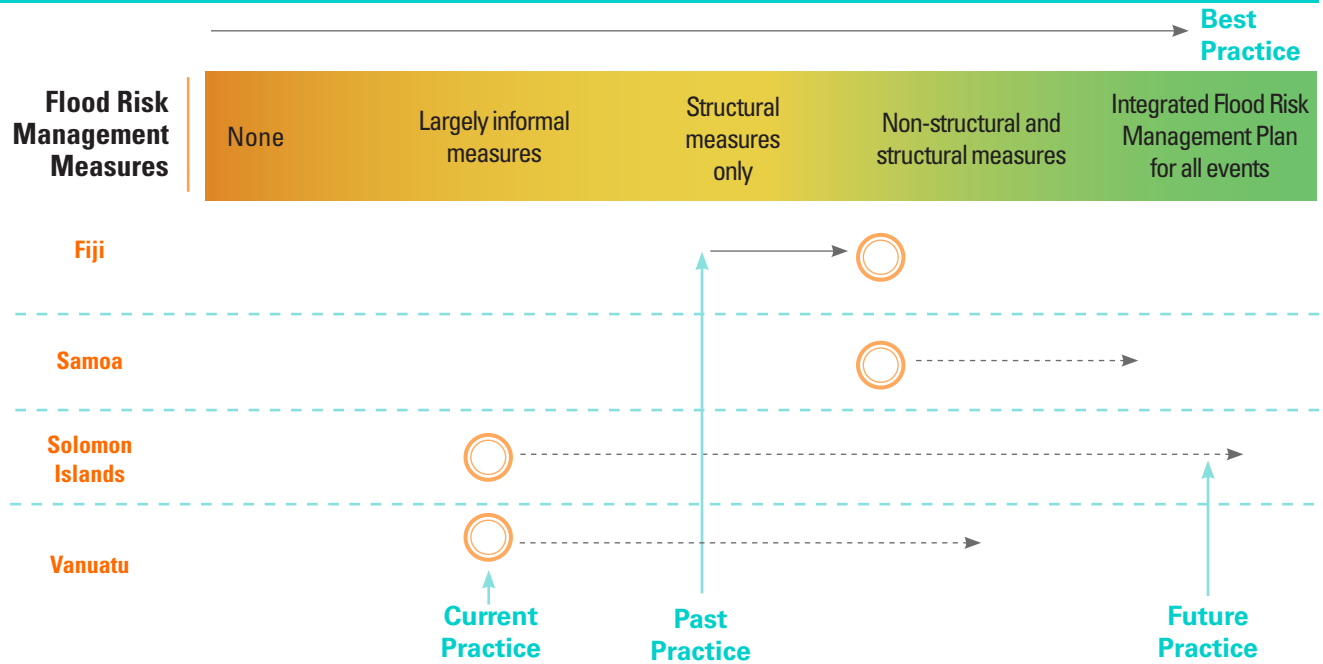 Best
Practice
Flood Risk
Management
Measures
None
Largely informal
measures
Structural
measures
only
Non-structural and
structural measures
Integrated Flood Risk
Management Plan
for all events
Fiji
Samoa
Solomon
Islands
Vanuatu
Current
Practice
Past
Practice
Future
Practice